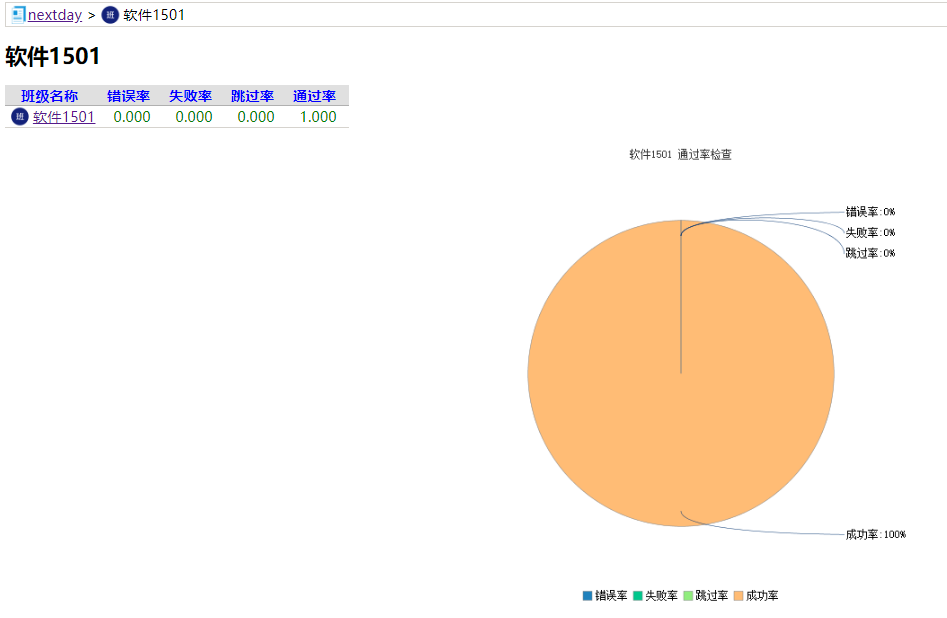 nextday > 班 软件1501
软件1501
班级名称 错误率 失败率 跳过率 通过率
班 软件1501 0.000 0.000 0.000 1.000
软件1501 通过率检查
错误率:0%
失败率:0%
跳过率:0%
成功率:100%
错误率 失败率 跳过率 成功率